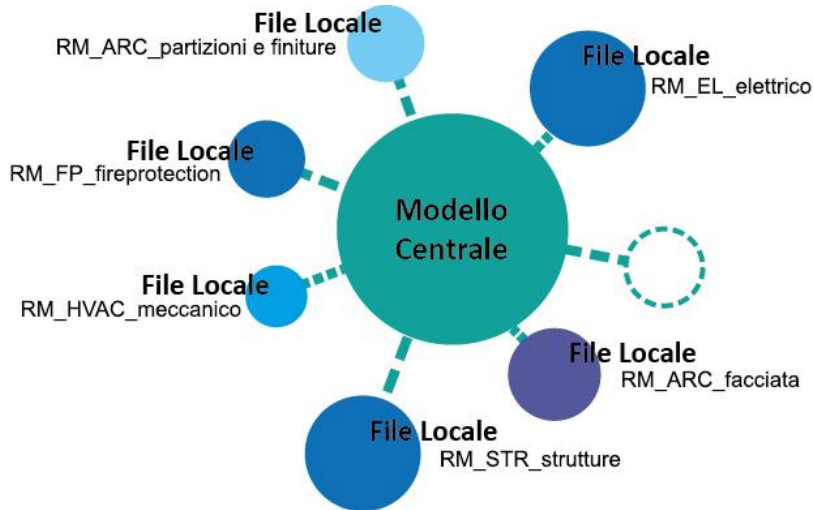 File Locale
RM_ARC_partizioni e finiture
File Locale
RM_EL_elettrico
File Locale
RM_FP_fireprotection
Modello
Centrale
File Locale
RM_HVAC_meccanico
File Locale
RM_ARC_facciata
File Locale
RM_STR_strutture